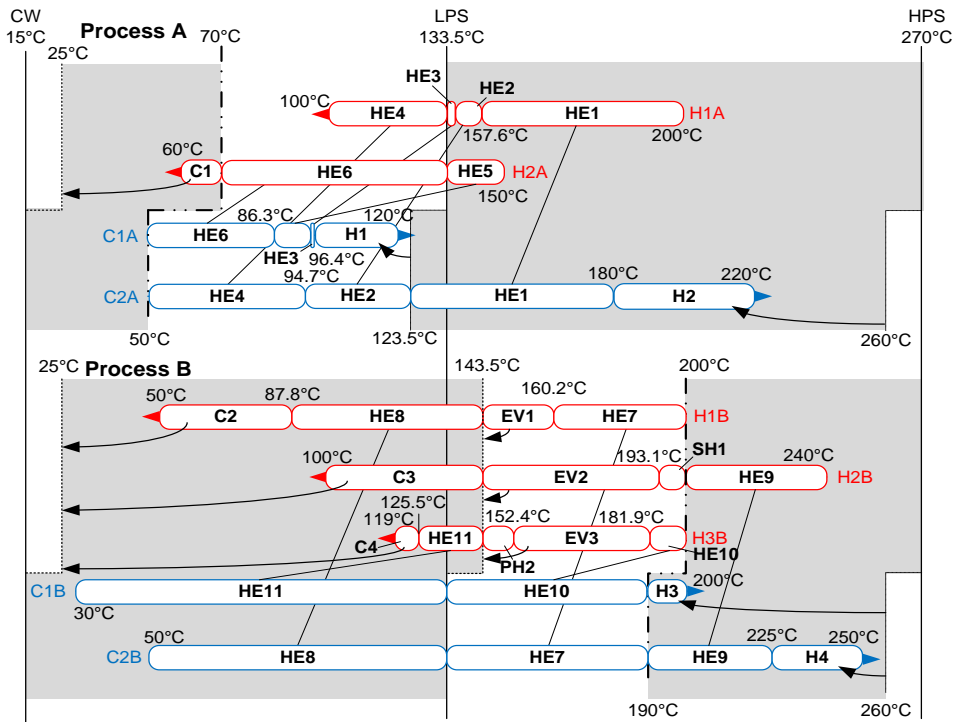 CW LPS HPS
15°C Process A 70°C 133.5°C 270°C
25°C
HE3
HE2
100°C HE4 HE1 H1A
157.6°C 200°C
60°C
C1 HE6 HE5 H2A
150°C
86.3°C 120°C
C1A HE6 H1
HE3 96.4°C
94.7°C 180°C 220°C
C2A HE4 HE2 HE1 H2
50°C 123.5°C 260°C
25°C Process B 143.5°C 200°C
50°C 87.8°C 160.2°C
C2 HE8 EV1 HE7 H1B
SH1
100°C 193.1°C 240°C
C3 EV2 HE9 H2B
125.5°C
119°C 152.4°C 181.9°C
HE11 EV3 H3B
C4 PH2 HE10
C1B HE11 HE10 H3 200°C
30°C
50°C 225°C 250°C
C2B HE8 HE7 HE9 H4
190°C 260°C